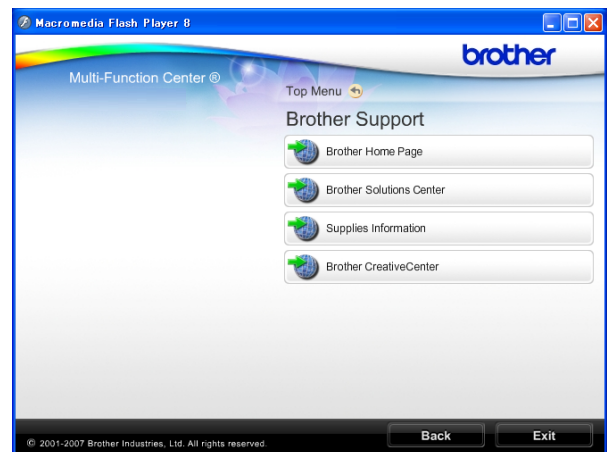 Macromedia Flash Player 8
brother
Multi-Function Center ®
Top Menu
Brother Support
Brother Home Page
Brother Solutions Center
Supplies Information
Brother CreativeCenter
© 2001-2007 Brother Industries, Ltd. All rights reserved.
Back
Exit